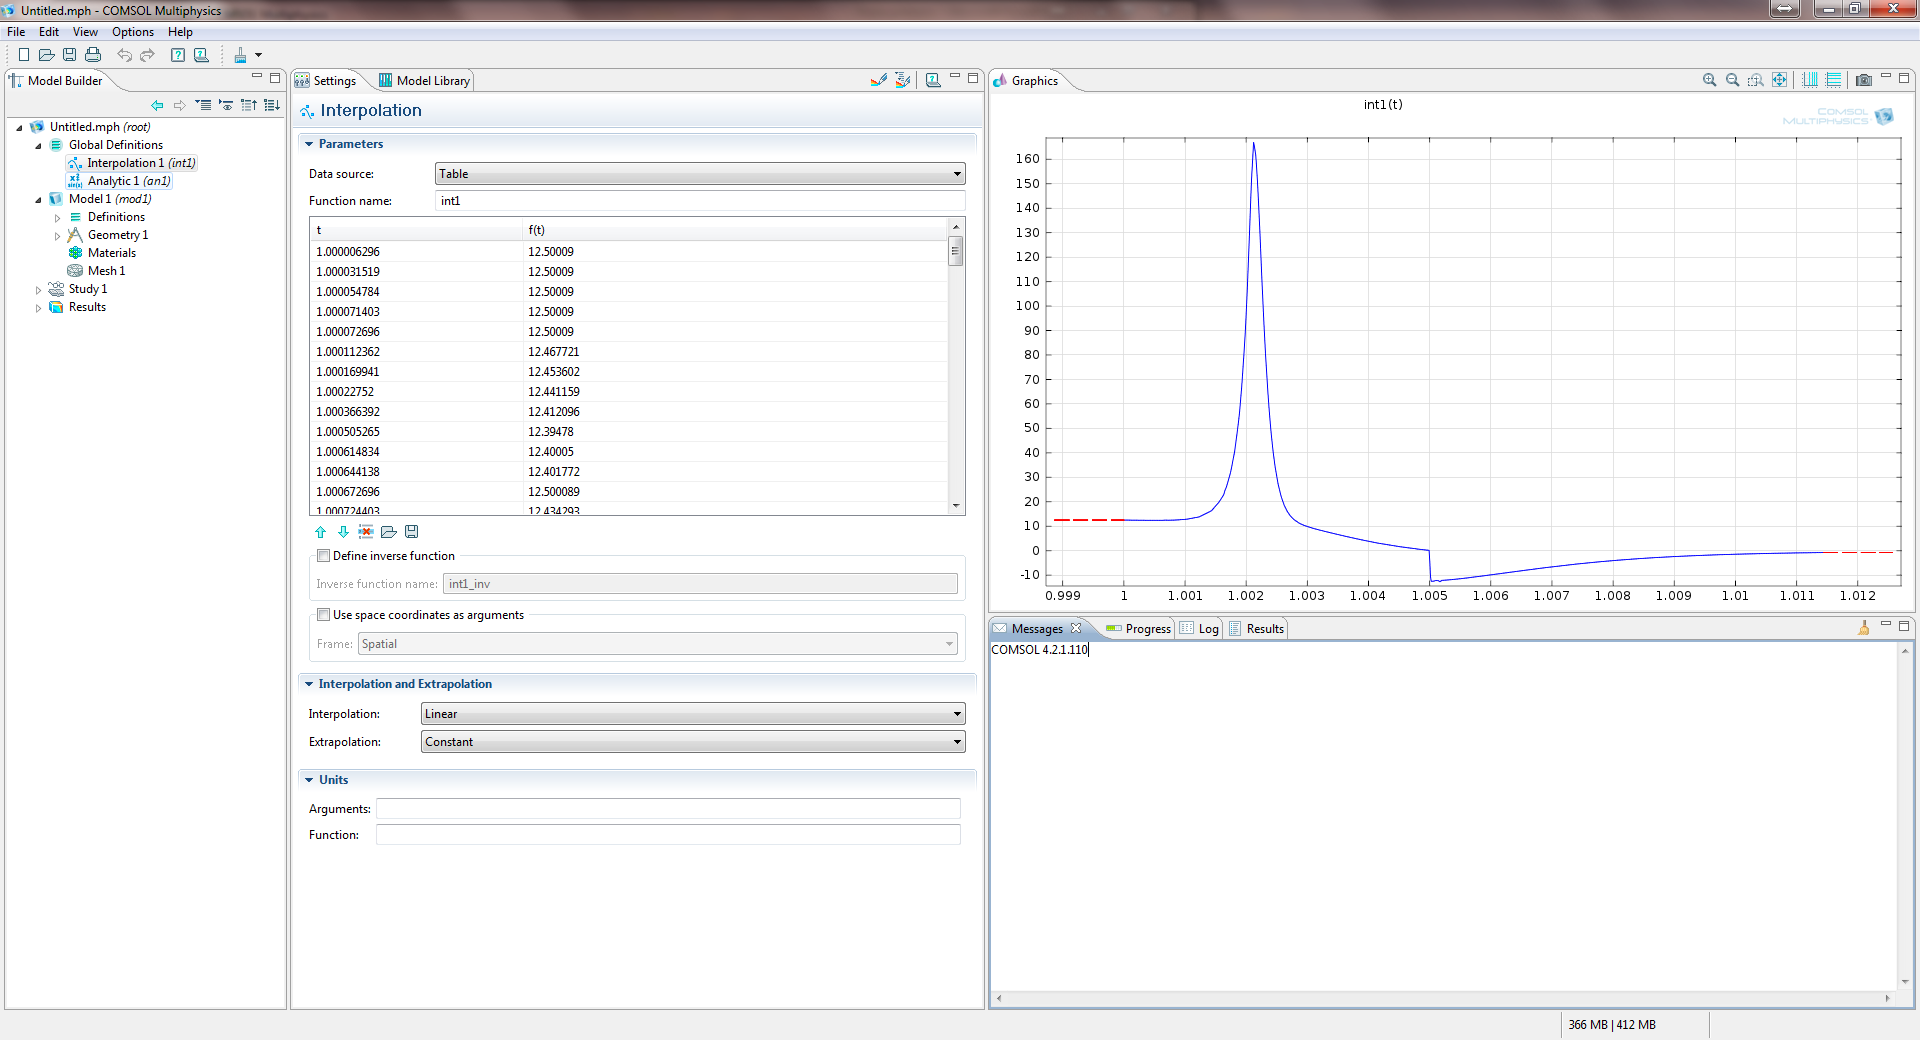 Untitled.mph - COMSOL Multiphysics
File Edit View Options Help
Model Builder
Untitled.mph (root)
Global Definitions
Interpolation 1 (int1)
Analytic 1 (an1)
Model 1 (mod1)
Definitions
Geometry 1
Materials
Mesh 1
Study 1
Results
Settings Model Library
Interpolation
Parameters
Data source: Table
Function name: int1
t f(t)
1.000006296 12.50009
1.000031519 12.50009
1.000054784 12.50009
1.000071403 12.50009
1.000072696 12.50009
1.000112362 12.467721
1.000169941 12.453602
1.00022752 12.441159
1.000366392 12.412096
1.000505265 12.39478
1.000614834 12.40005
1.000644138 12.401772
1.000672696 12.500089
1.000724403 12.434293
Define inverse function
Inverse function name: int1_inv
Use space coordinates as arguments
Frame: Spatial
Interpolation and Extrapolation
Interpolation: Linear
Extrapolation: Constant
Units
Arguments:
Function:
Graphics
int1(t)
COMSOL
MULTIPHYSICS
160
150
140
130
120
110
100
90
80
70
60
50
40
30
20
10
0
-10
0.999 1 1.001 1.002 1.003 1.004 1.005 1.006 1.007 1.008 1.009 1.01 1.011 1.012
Messages Progress Log Results
COMSOL 4.2.1.110
366 MB | 412 MB